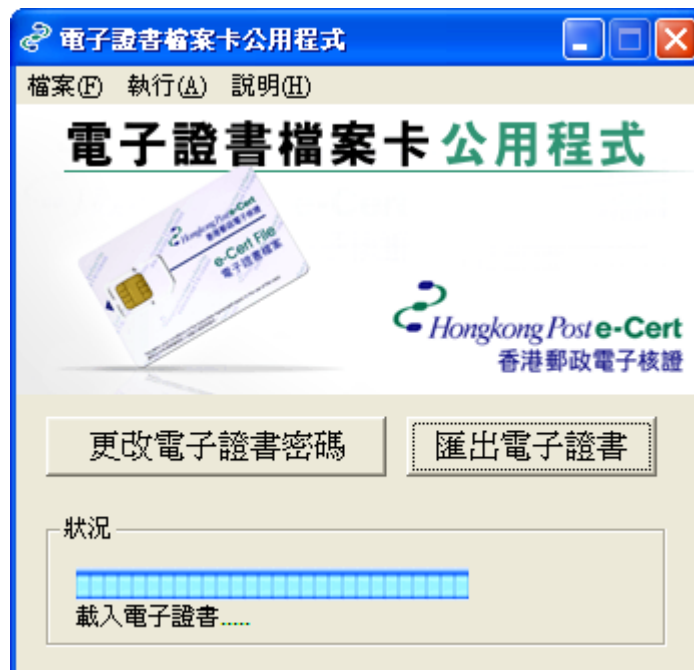 電子證書檔案卡公用程式
檔案(F) 執行(A) 說明(H)
電子證書檔案卡公用程式
Hongkong Post e-Cert
香港郵政電子核證
e-Cert File
電子證書檔案
Hongkong Post e-Cert
香港郵政電子核證
更改電子證書密碼
匯出電子證書
狀況
載入電子證書.....